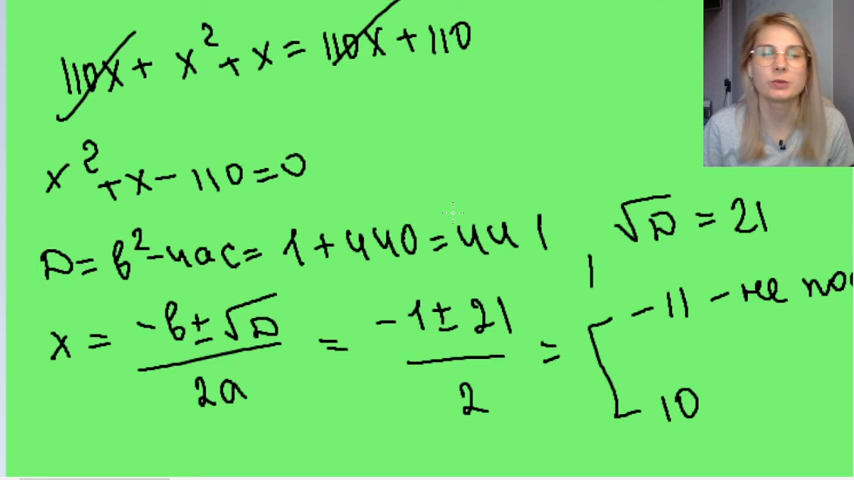 110x + x² + x = 110x + 110
x² + x - 110 = 0
D = b² - 4ac = 1 + 440 = 441, √D = 21
x = (-b ± √D) / 2a = (-1 ± 21) / 2 = [ -11 - не
10